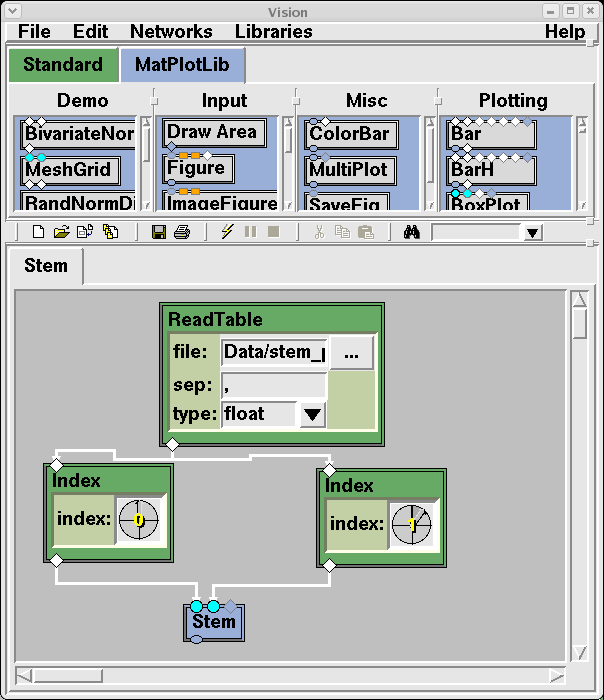 Vision
File Edit Networks Libraries Help
Standard MatPlotLib
Demo Input Misc Plotting
BivariateNor Draw Area ColorBar Bar
MeshGrid Figure MultiPlot BarH
RandNormDi ImageFigure SaveFig BoxPlot
Stem
ReadTable
file: Data/stem_p ...
sep: ,
type: float
Index
index: 0
Index
index: 1
Stem